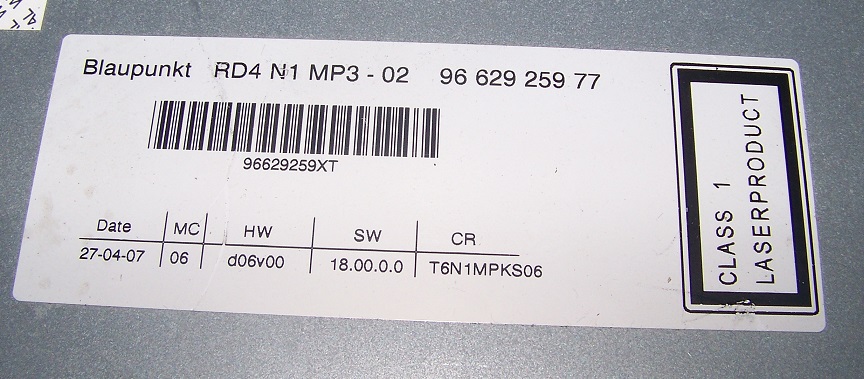 Blaupunkt RD4 N1 MP3 - 02 96 629 259 77
96629259XT
Date MC HW SW CR
27-04-07 06 d06v00 18.00.0.0 T6N1MPKS06
CLASS 1
LASERPRODUCT